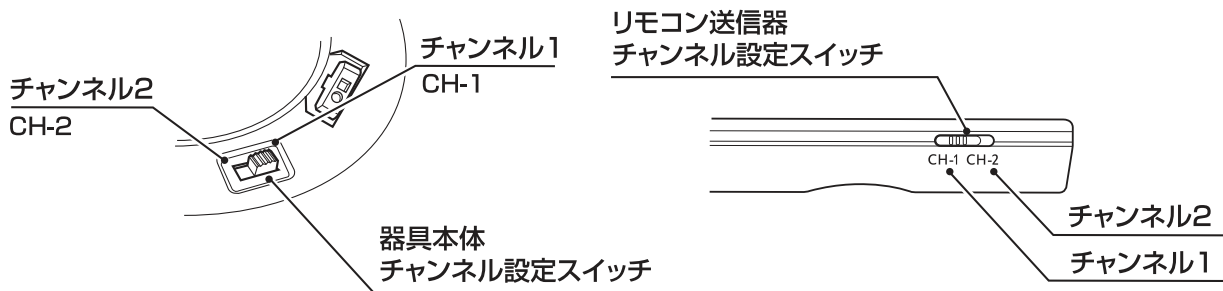 チャンネル2
CH-2
チャンネル1
CH-1
器具本体
チャンネル設定スイッチ
リモコン送信器
チャンネル設定スイッチ
CH-1 CH-2
チャンネル2
チャンネル1